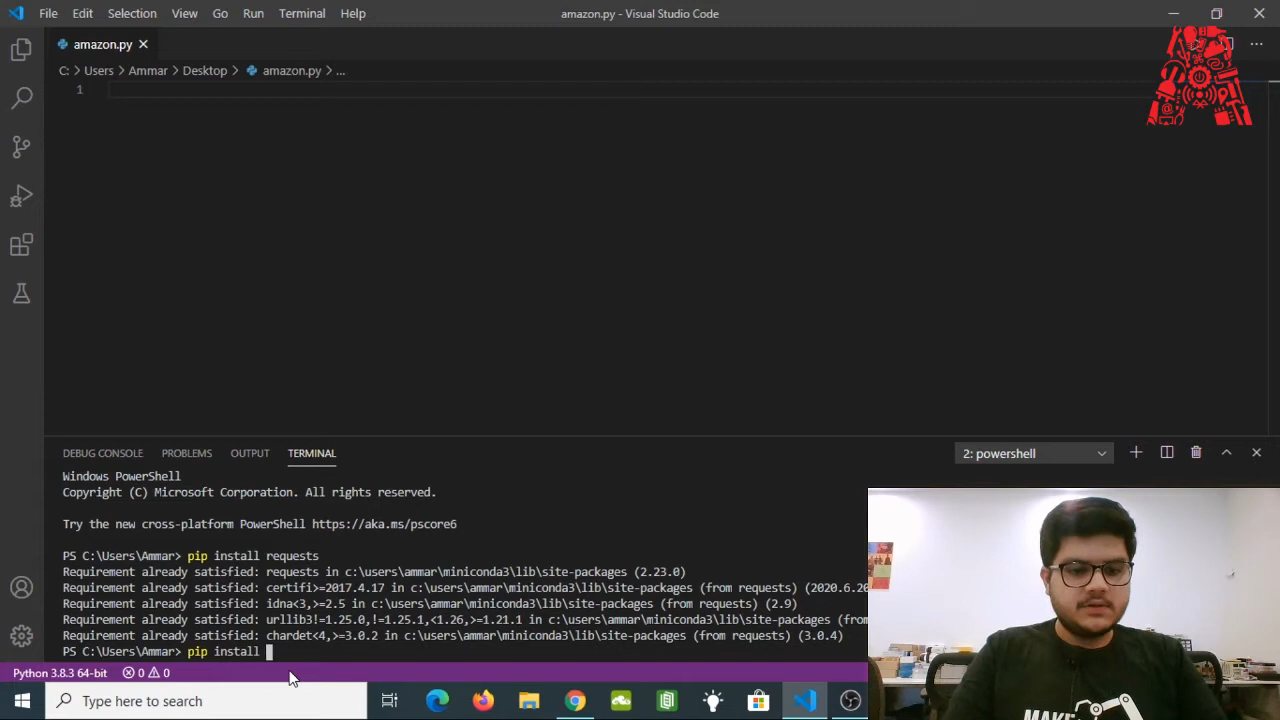 File Edit Selection View Go Run Terminal Help amazon.py - Visual Studio Code
amazon.py
C: > Users > Ammar > Desktop > amazon.py > ...
1
DEBUG CONSOLE PROBLEMS OUTPUT TERMINAL 2: powershell
Windows PowerShell
Copyright (C) Microsoft Corporation. All rights reserved.
Try the new cross-platform PowerShell https://aka.ms/pscore6
PS C:\Users\Ammar> pip install requests
Requirement already satisfied: requests in c:\users\ammar\miniconda3\lib\site-packages (2.23.0)
Requirement already satisfied: certifi>=2017.4.17 in c:\users\ammar\miniconda3\lib\site-packages (from requests) (2020.6.20
Requirement already satisfied: idna<3,>=2.5 in c:\users\ammar\miniconda3\lib\site-packages (from requests) (2.9)
Requirement already satisfied: urllib3!=1.25.0,!=1.25.1,<1.26,>=1.21.1 in c:\users\ammar\miniconda3\lib\site-packages (from
Requirement already satisfied: chardet<4,>=3.0.2 in c:\users\ammar\miniconda3\lib\site-packages (from requests) (3.0.4)
PS C:\Users\Ammar> pip install
Python 3.8.3 64-bit 0 0
Type here to search
MAKE